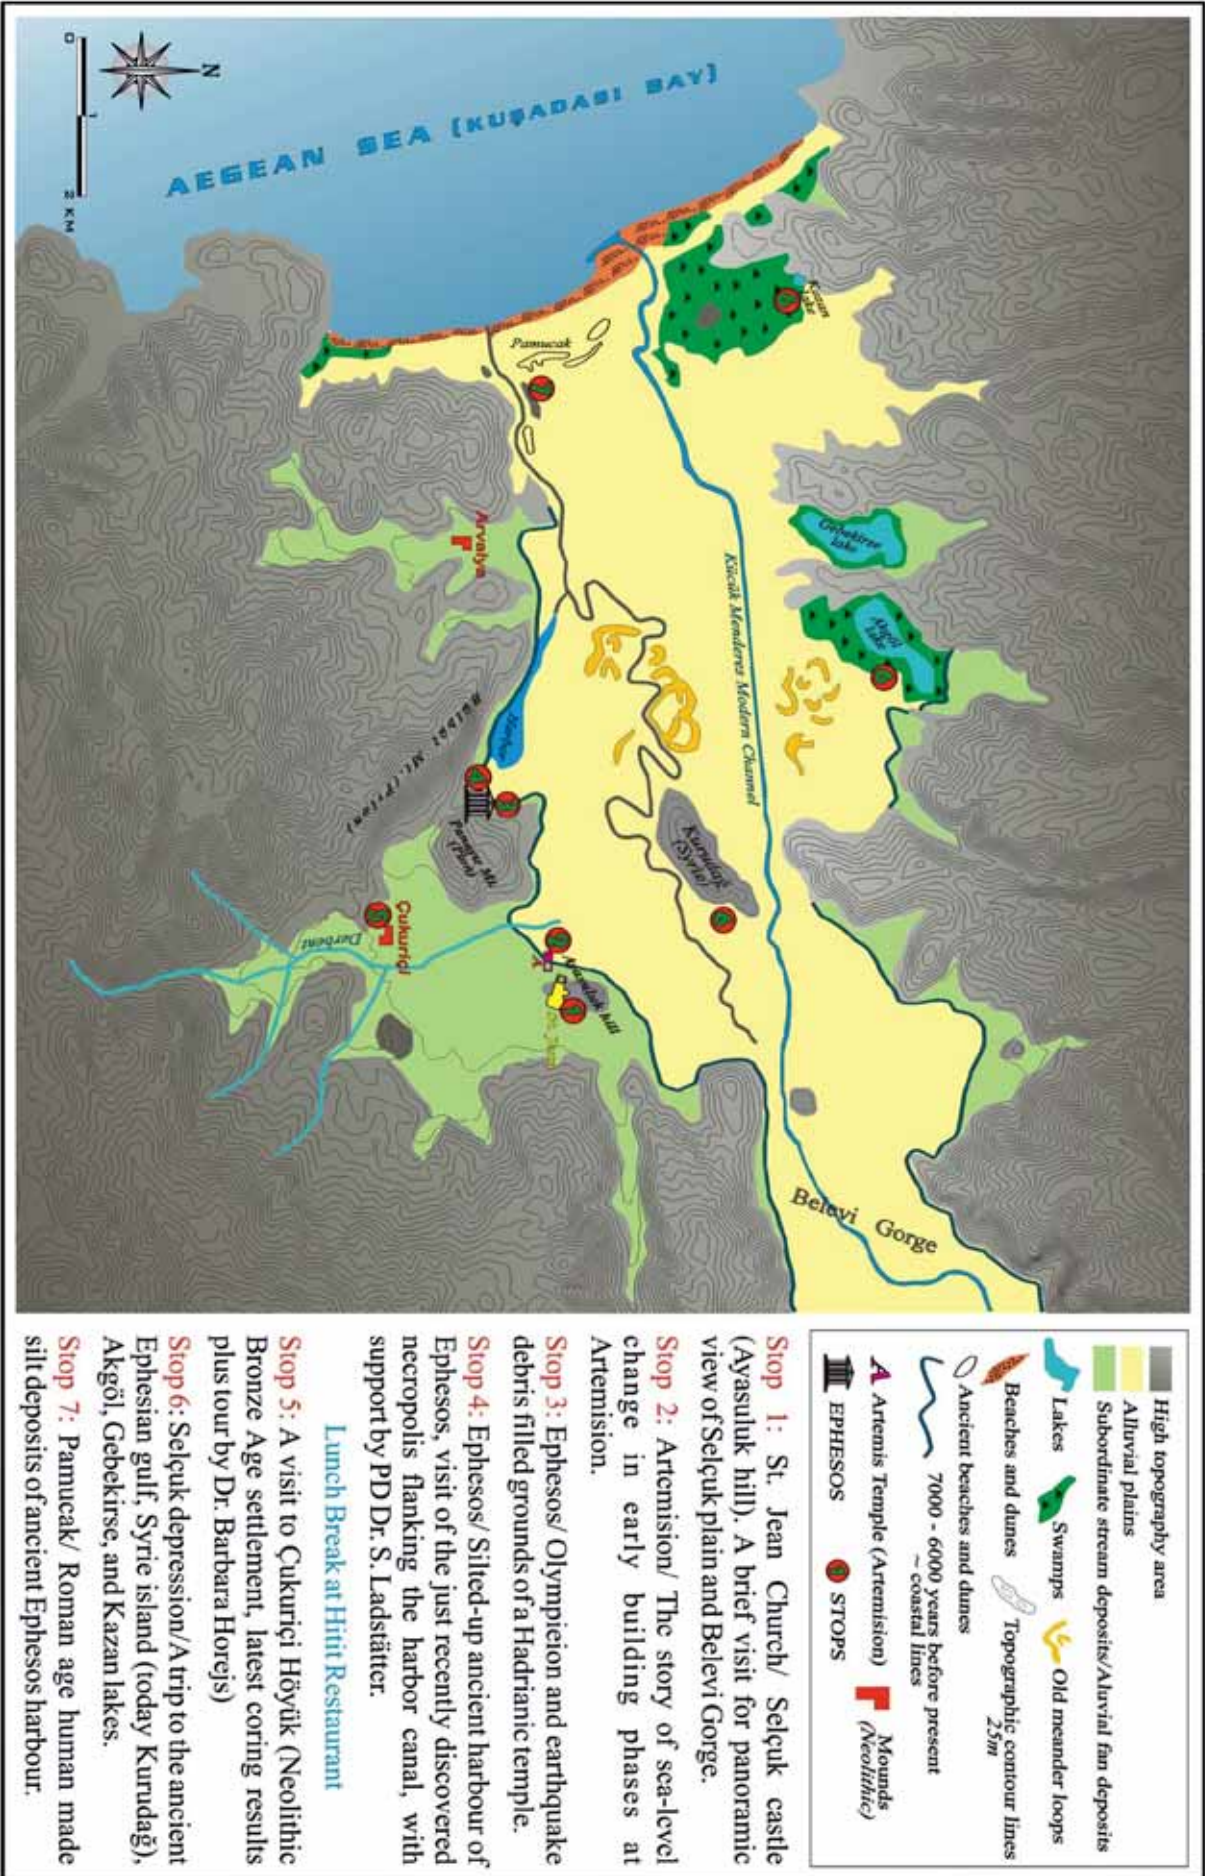 N
0 1 2 KM
AEGEAN SEA (KUŞADASI BAY)
Kazan
lake
Pamucak
Gebekirse
lake
Akgöl
lake
Arvalya
Küçük Menderes Modern Channel
Harbor
Bülbül Mt. (Prion)
Panayır Mt.
(Pion)
Kurudağ
(Syrie)
Çukuriçi
Derbent
Ayasuluk hill
Belevi Gorge
High topography area
Alluvial plains
Subordinate stream deposits/Aluvial fan deposits
Lakes Swamps Old meander loops
Beaches and dunes Topographic contour lines
25m
Ancient beaches and dunes
7000 - 6000 years before present
~ coastal lines
Artemis Temple (Artemision) Mounds
(Neolithic)
EPHESOS STOPS
Stop 1: St. Jean Church/ Selçuk castle
(Ayasuluk hill). A brief visit for panoramic
view of Selçuk plain and Belevi Gorge.
Stop 2: Artemision/ The story of sea-level
change in early building phases at
Artemision.
Stop 3: Ephesos/ Olympieion and earthquake
debris filled grounds of a Hadrianic temple.
Stop 4: Ephesos/ Silted-up ancient harbour of
Ephesos, visit of the just recently discovered
necropolis flanking the harbor canal, with
support by PD Dr. S. Ladstätter.
Lunch Break at Hitit Restaurant
Stop 5: A visit to Çukuriçi Höyük (Neolithic
Bronze Age settlement, latest coring results
plus tour by Dr. Barbara Horejs)
Stop 6: Selçuk depression/A trip to the ancient
Ephesian gulf, Syrie island (today Kurudağ),
Akgöl, Gebekirse, and Kazan lakes.
Stop 7: Pamucak/ Roman age human made
silt deposits of ancient Ephesos harbour.